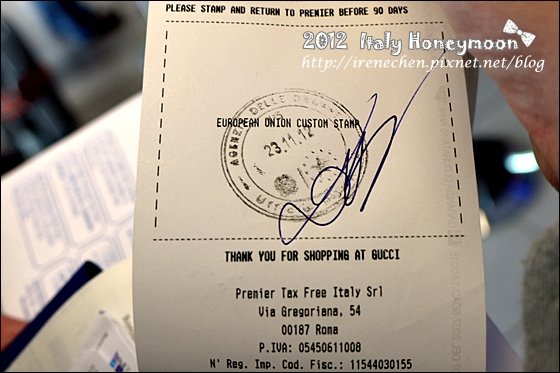 PLEASE STAMP AND RETURN TO PREMIER BEFORE 90 DAYS
2012 Italy Honeymoon
http://irenechen.pixnet.net/blog
AGENZIA DELLE
EUROPEAN UNION CUSTOM STAMP
23.11.12
THANK YOU FOR SHOPPING AT GUCCI
Premier Tax Free Italy Srl
Via Gregoriana, 54
00187 Roma
P.IVA: 05450611008
N° Reg. Imp. Cod. Fisc.: 11544030155